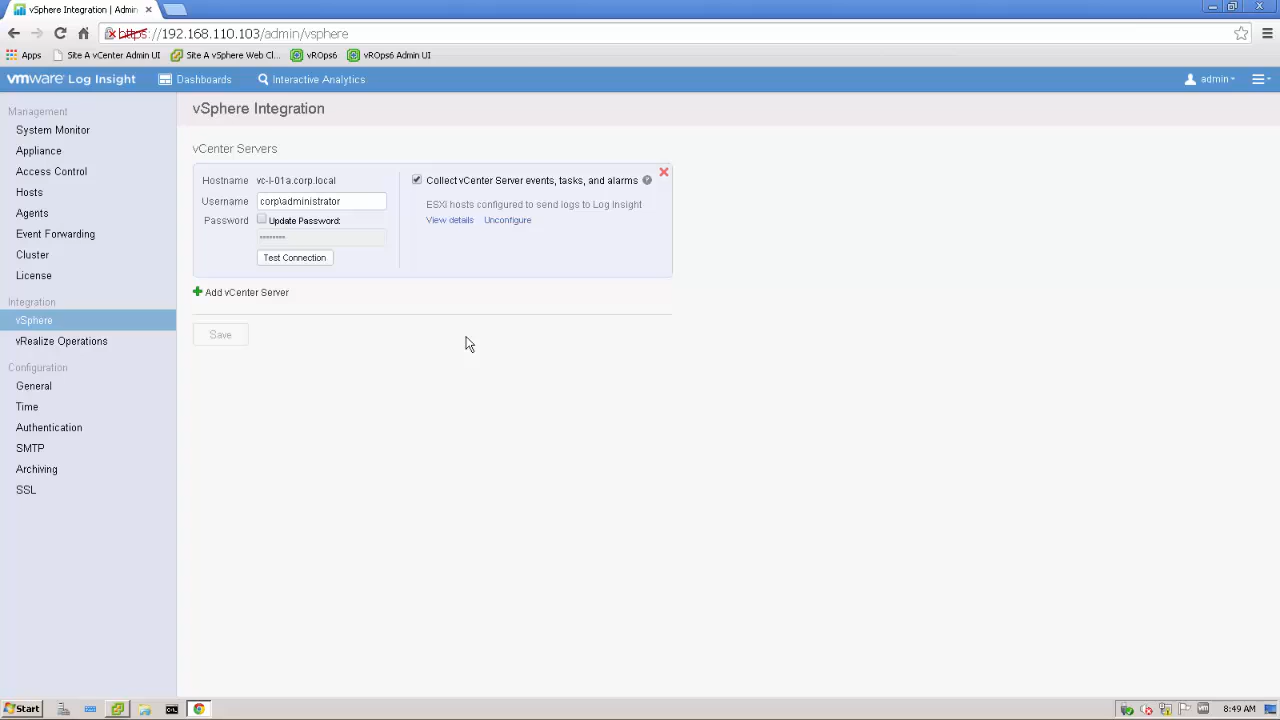 vSphere Integration | Admin
https://192.168.110.103/admin/vsphere
Apps Site A vCenter Admin UI Site A vSphere Web Cl... vROps6 vROps6 Admin UI
vmware Log Insight Dashboards Interactive Analytics admin
vSphere Integration
Management
System Monitor
Appliance
Access Control
Hosts
Agents
Event Forwarding
Cluster
License
Integration
vSphere
vRealize Operations
Configuration
General
Time
Authentication
SMTP
Archiving
SSL
vCenter Servers
Hostname vc-l-01a.corp.local
Username corp\administrator
Password Update Password:
********
Test Connection
Collect vCenter Server events, tasks, and alarms ?
ESXi hosts configured to send logs to Log Insight
View details Unconfigure
Add vCenter Server
Save
Start 8:49 AM